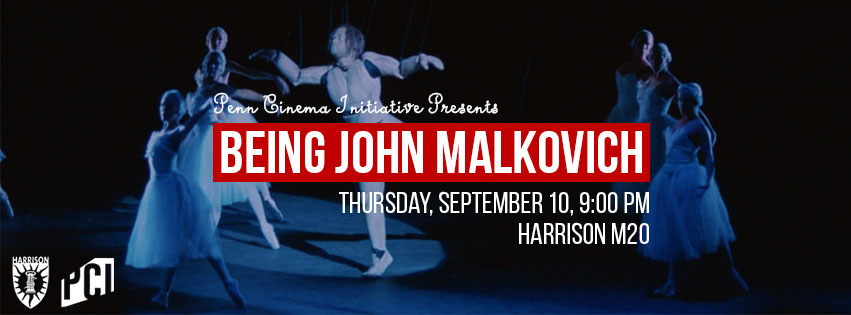 Penn Cinema Initiative Presents
BEING JOHN MALKOVICH
THURSDAY, SEPTEMBER 10, 9:00 PM
HARRISON M20
HARRISON
PCI